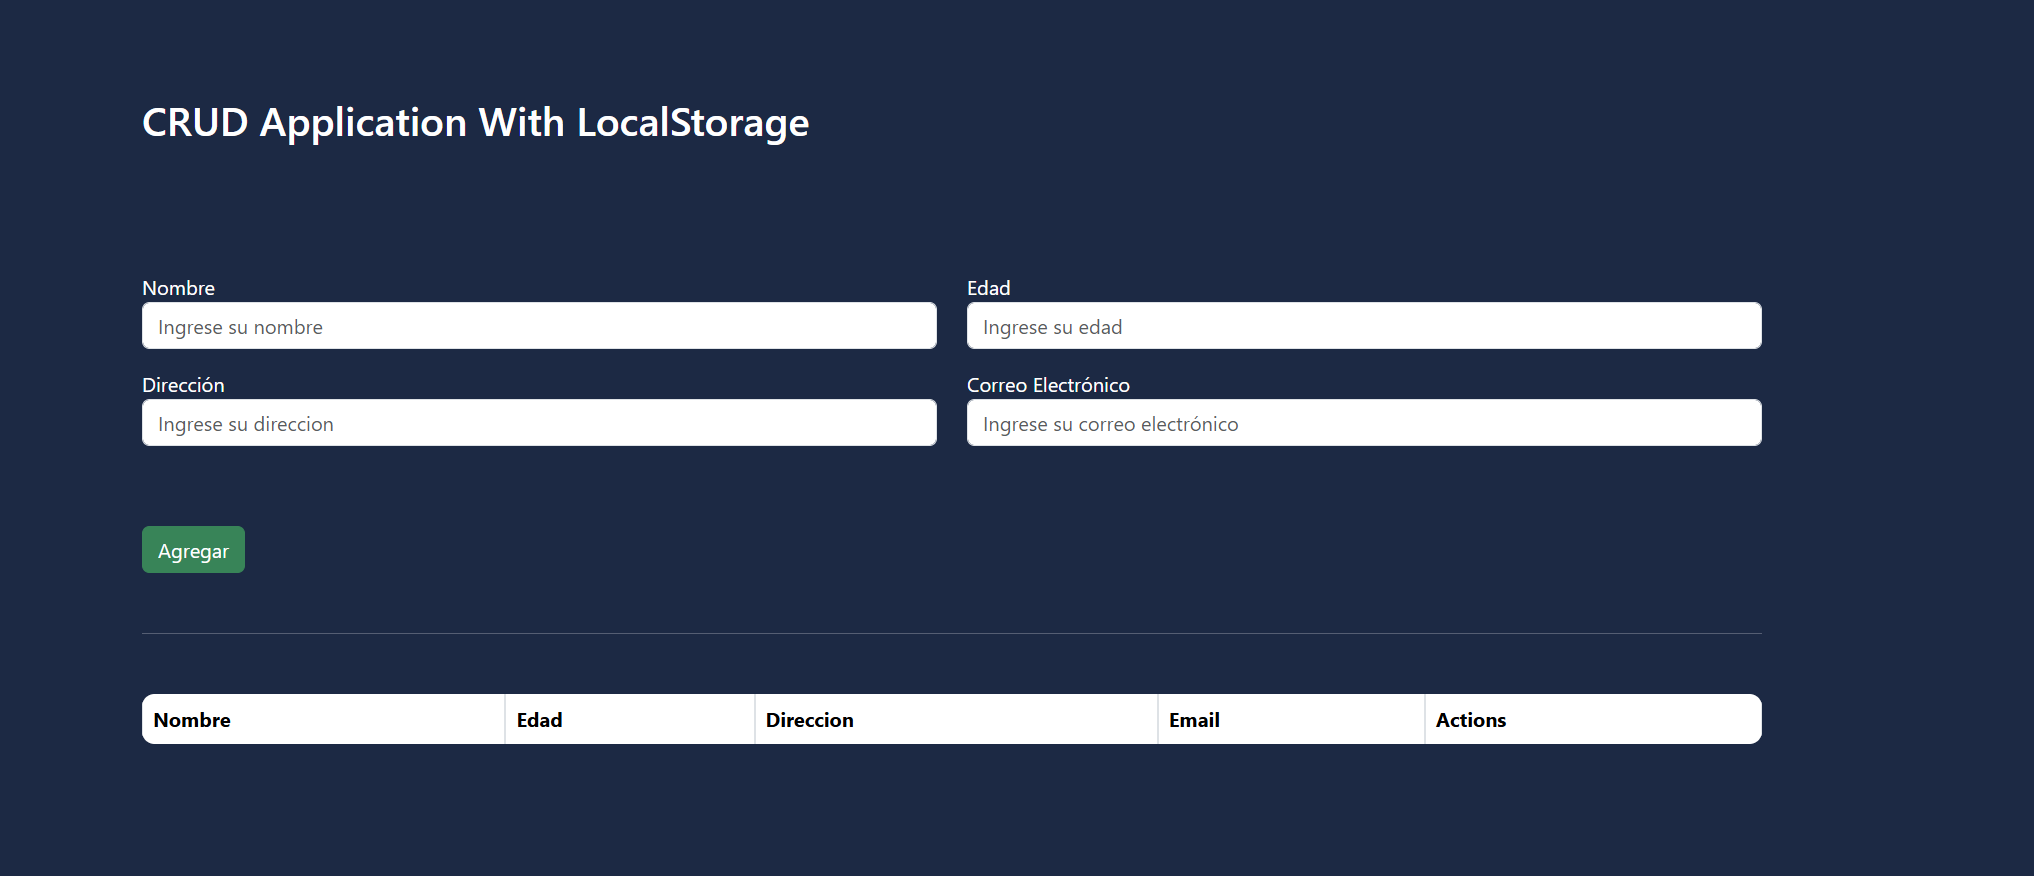 CRUD Application With LocalStorage
Nombre Edad
Ingrese su nombre Ingrese su edad
Dirección Correo Electrónico
Ingrese su direccion Ingrese su correo electrónico
Agregar
Nombre Edad Direccion Email Actions